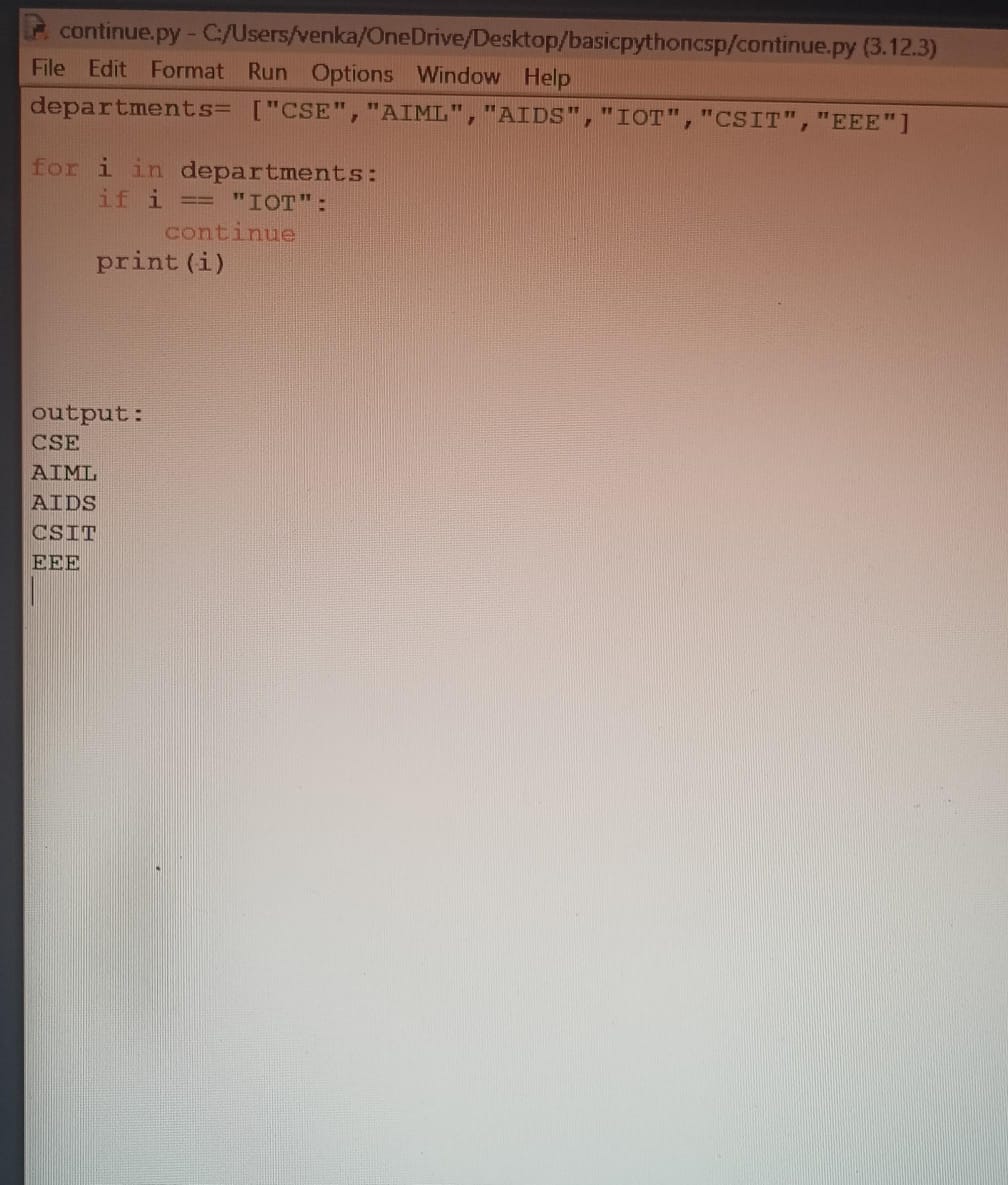 continue.py - C:/Users/venka/OneDrive/Desktop/basicpythoncsp/continue.py (3.12.3)
File Edit Format Run Options Window Help
departments= ["CSE","AIML","AIDS","IOT","CSIT","EEE"]
for i in departments:
    if i == "IOT":
        continue
    print(i)
output:
CSE
AIML
AIDS
CSIT
EEE